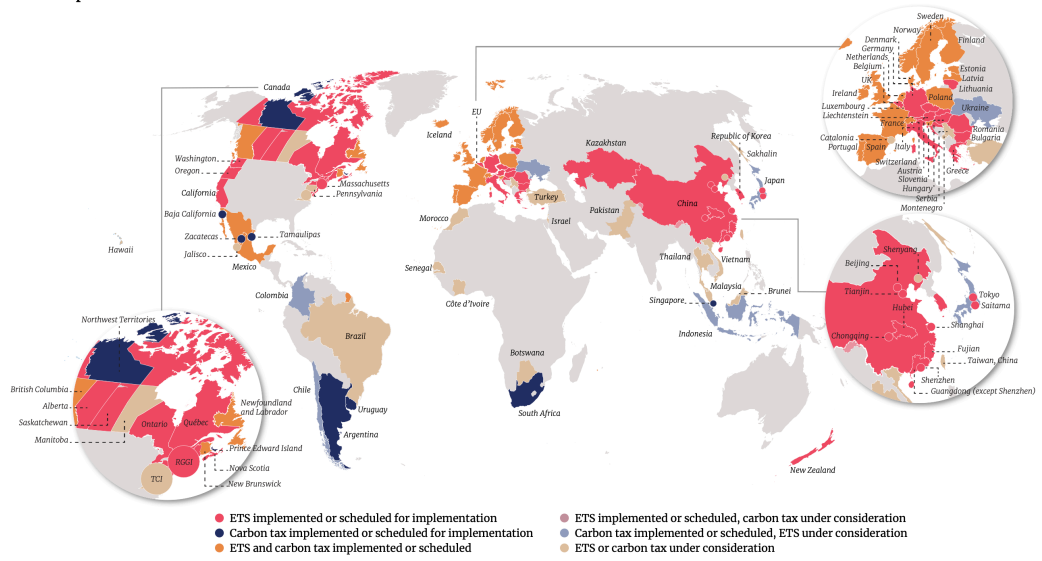 Canada
Washington
Oregon
California
Baja California
Zacatecas
Jalisco
Mexico
Tamaulipas
Massachusetts
Pennsylvania
Hawaii
Colombia
Brazil
Chile
Uruguay
Argentina
Iceland
EU
Morocco
Senegal
Côte d'Ivoire
Turkey
Israel
Botswana
South Africa
Kazakhstan
Pakistan
China
Republic of Korea
Sakhalin
Japan
Thailand
Vietnam
Malaysia
Brunei
Singapore
Indonesia
New Zealand
Northwest Territories
British Columbia
Alberta
Saskatchewan
Manitoba
Ontario
Québec
Newfoundland
and Labrador
Prince Edward Island
Nova Scotia
New Brunswick
RGGI
TCI
Sweden
Norway
Finland
Denmark
Germany
Netherlands
Belgium
UK
Ireland
Luxembourg
Liechtenstein
Estonia
Latvia
Lithuania
Poland
Ukraine
France
Catalonia
Portugal
Spain
Italy
Romania
Bulgaria
Switzerland
Austria
Slovenia
Hungary
Serbia
Montenegro
Greece
Shenyang
Beijing
Tianjin
Hubei
Chongqing
Tokyo
Saitama
Shanghai
Fujian
Taiwan, China
Shenzhen
Guangdong (except Shenzhen)
ETS implemented or scheduled for implementation
Carbon tax implemented or scheduled for implementation
ETS and carbon tax implemented or scheduled
ETS implemented or scheduled, carbon tax under consideration
Carbon tax implemented or scheduled, ETS under consideration
ETS or carbon tax under consideration